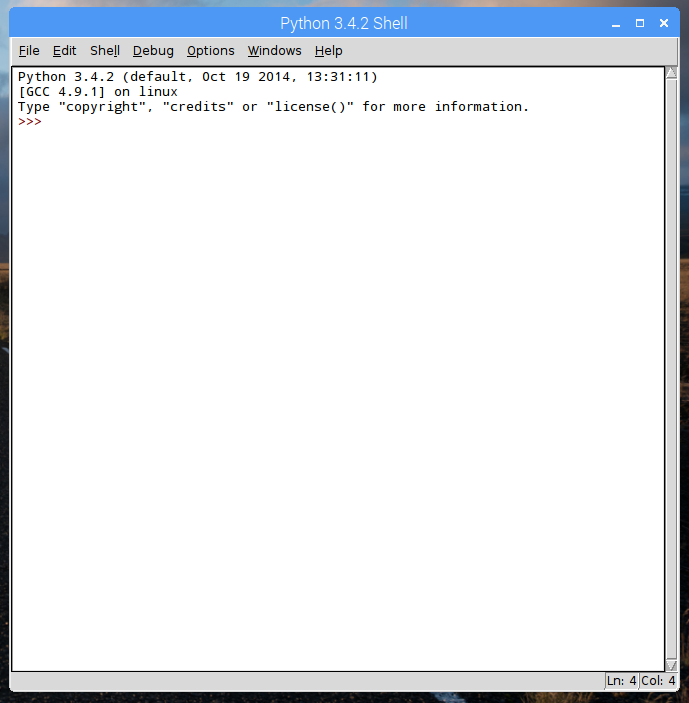 Python 3.4.2 Shell
File Edit Shell Debug Options Windows Help
Python 3.4.2 (default, Oct 19 2014, 13:31:11)
[GCC 4.9.1] on linux
Type "copyright", "credits" or "license()" for more information.
>>>
Ln: 4 Col: 4